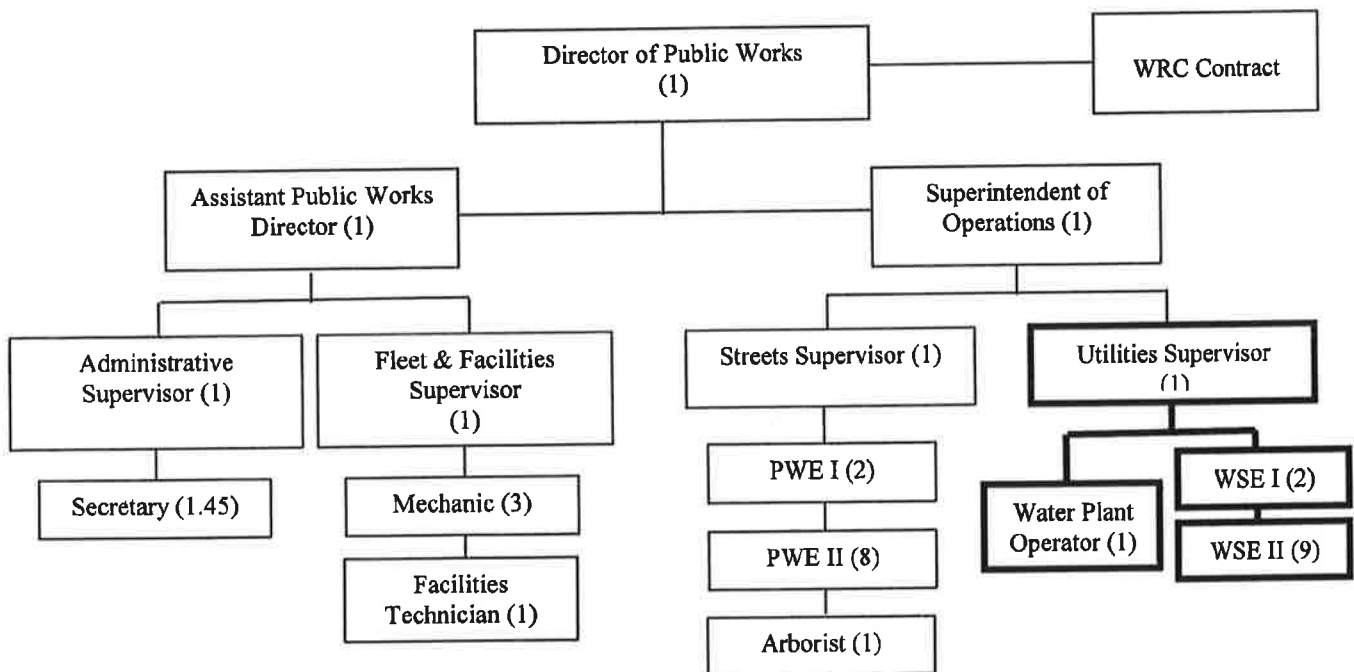 Director of Public Works
(1)
WRC Contract
Assistant Public Works
Director (1)
Superintendent of
Operations (1)
Administrative
Supervisor (1)
Fleet & Facilities
Supervisor
(1)
Streets Supervisor (1)
Utilities Supervisor
(1)
Secretary (1.45)
Mechanic (3)
Facilities
Technician (1)
PWE I (2)
PWE II (8)
Arborist (1)
Water Plant
Operator (1)
WSE I (2)
WSE II (9)